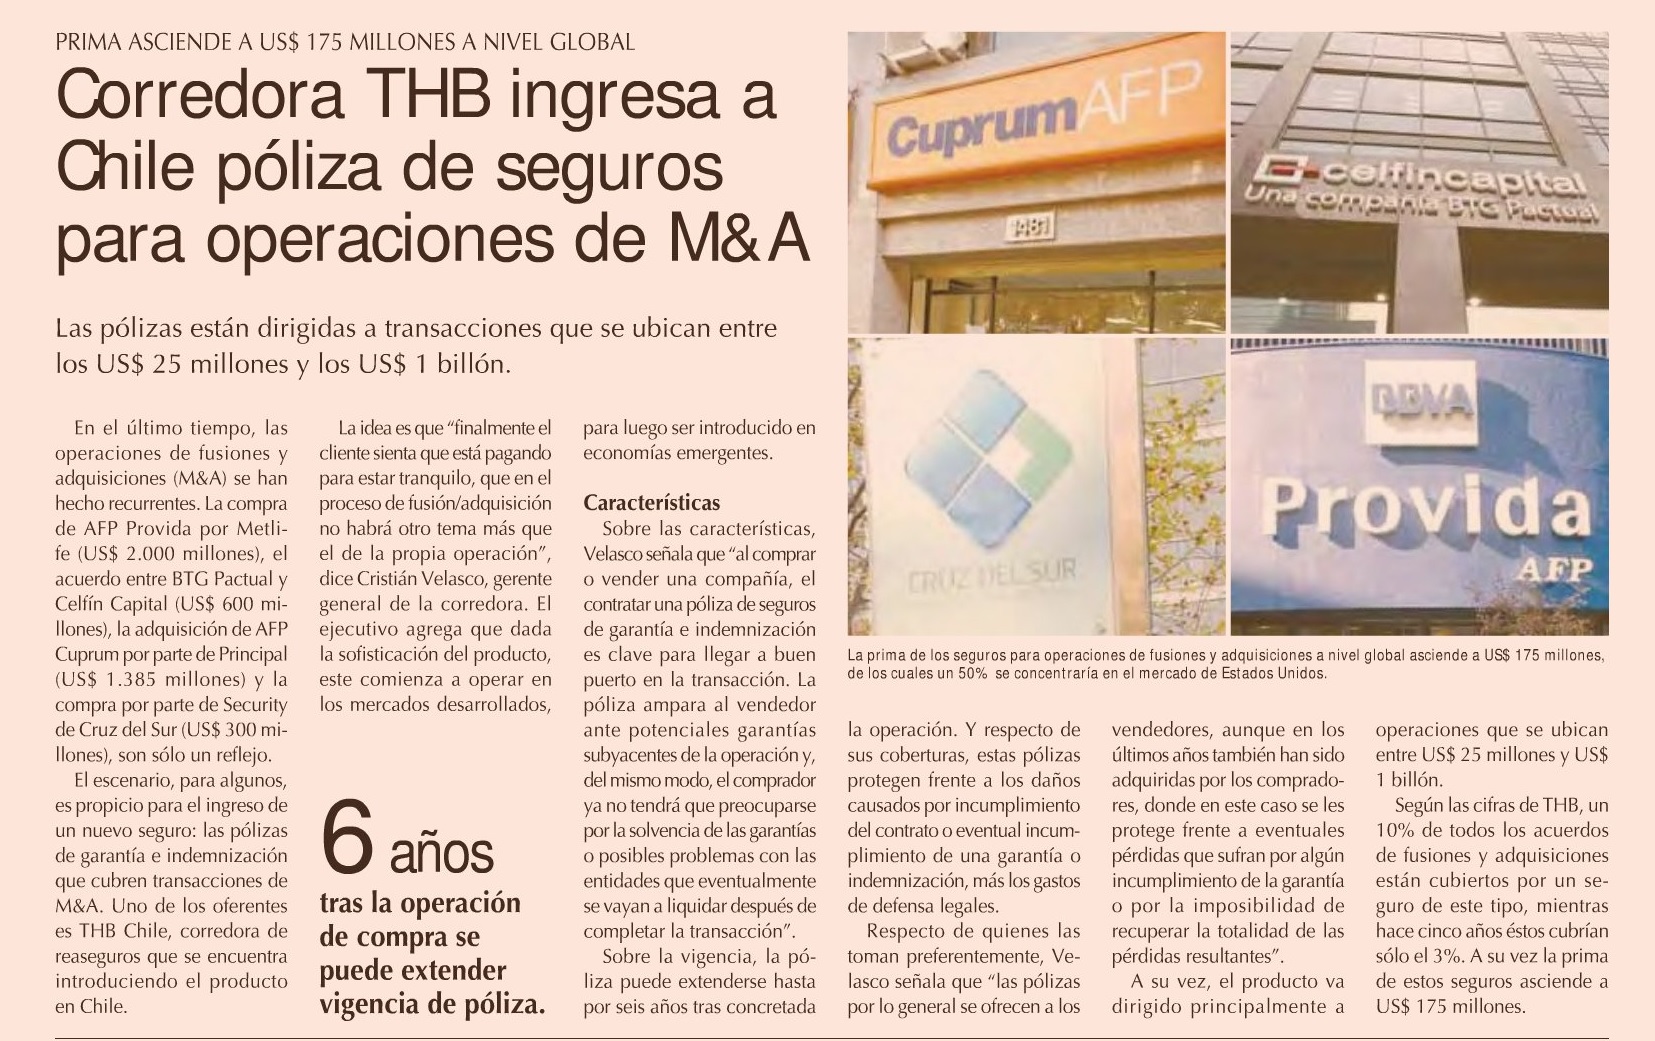 PRIMA ASCIENDE A US$ 175 MILLONES A NIVEL GLOBAL
Corredora THB ingresa a
Chile póliza de seguros
para operaciones de M&A
Las pólizas están dirigidas a transacciones que se ubican entre
los US$ 25 millones y los US$ 1 billón.
En el último tiempo, las
operaciones de fusiones y
adquisiciones (M&A) se han
hecho recurrentes. La compra
de AFP Provida por Metli-
fe (US$ 2.000 millones), el
acuerdo entre BTG Pactual y
Celfín Capital (US$ 600 mi-
llones), la adquisición de AFP
Cuprum por parte de Principal
(US$ 1.385 millones) y la
compra por parte de Security
de Cruz del Sur (US$ 300 mi-
llones), son sólo un reflejo.
El escenario, para algunos,
es propicio para el ingreso de
un nuevo seguro: las pólizas
de garantía e indemnización
que cubren transacciones de
M&A. Uno de los oferentes
es THB Chile, corredora de
reaseguros que se encuentra
introduciendo el producto
en Chile.
La idea es que “finalmente el
cliente sienta que está pagando
para estar tranquilo, que en el
proceso de fusión/adquisición
no habrá otro tema más que
el de la propia operación”,
dice Cristián Velasco, gerente
general de la corredora. El
ejecutivo agrega que dada
la sofisticación del producto,
este comienza a operar en
los mercados desarrollados,
6 años
tras la operación
de compra se
puede extender
vigencia de póliza.
para luego ser introducido en
economías emergentes.
Características
Sobre las características,
Velasco señala que “al comprar
o vender una compañía, el
contratar una póliza de seguros
de garantía e indemnización
es clave para llegar a buen
puerto en la transacción. La
póliza ampara al vendedor
ante potenciales garantías
subyacentes de la operación y,
del mismo modo, el comprador
ya no tendrá que preocuparse
por la solvencia de las garantías
o posibles problemas con las
entidades que eventualmente
se vayan a liquidar después de
completar la transacción”.
Sobre la vigencia, la pó-
liza puede extenderse hasta
por seis años tras concretada
Cuprum AFP
1481
celfincapital
Una compañía BTG Pactual
CRUZ DEL SUR
BBVA
Provida
AFP
La prima de los seguros para operaciones de fusiones y adquisiciones a nivel global asciende a US$ 175 millones,
de los cuales un 50% se concentraría en el mercado de Estados Unidos.
la operación. Y respecto de
sus coberturas, estas pólizas
protegen frente a los daños
causados por incumplimiento
del contrato o eventual incum-
plimiento de una garantía o
indemnización, más los gastos
de defensa legales.
Respecto de quienes las
toman preferentemente, Ve-
lasco señala que “las pólizas
por lo general se ofrecen a los
vendedores, aunque en los
últimos años también han sido
adquiridas por los comprado-
res, donde en este caso se les
protege frente a eventuales
pérdidas que sufran por algún
incumplimiento de la garantía
o por la imposibilidad de
recuperar la totalidad de las
pérdidas resultantes”.
A su vez, el producto va
dirigido principalmente a
operaciones que se ubican
entre US$ 25 millones y US$
1 billón.
Según las cifras de THB, un
10% de todos los acuerdos
de fusiones y adquisiciones
están cubiertos por un se-
guro de este tipo, mientras
hace cinco años éstos cubrían
sólo el 3%. A su vez la prima
de estos seguros asciende a
US$ 175 millones.